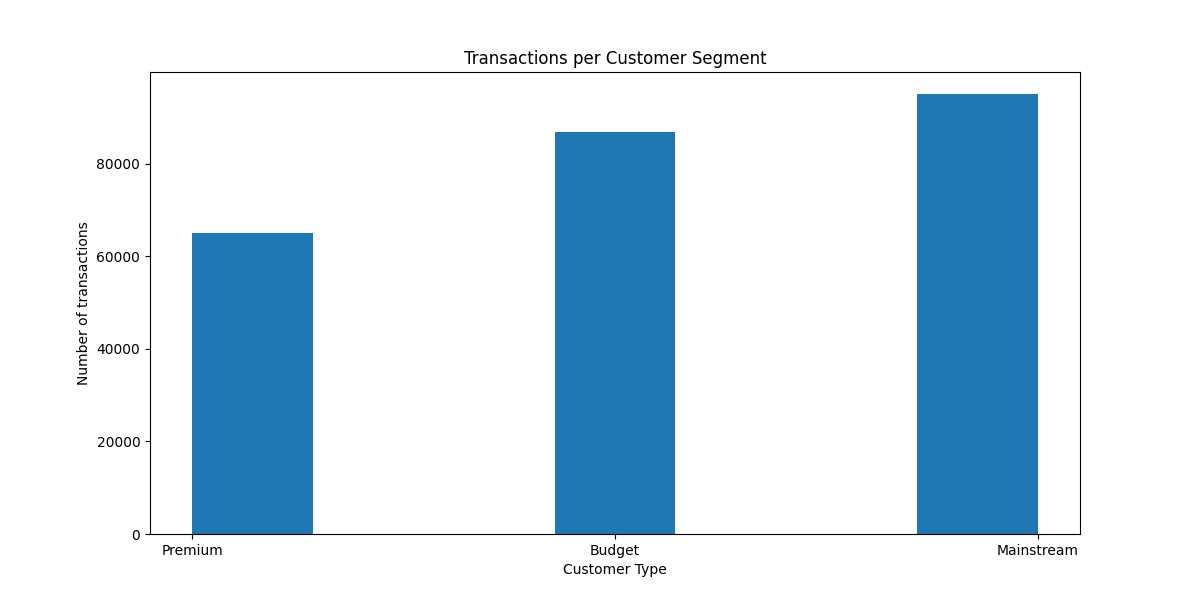 Transactions per Customer Segment
Number of transactions
80000
60000
40000
20000
0
Premium
Budget
Mainstream
Customer Type